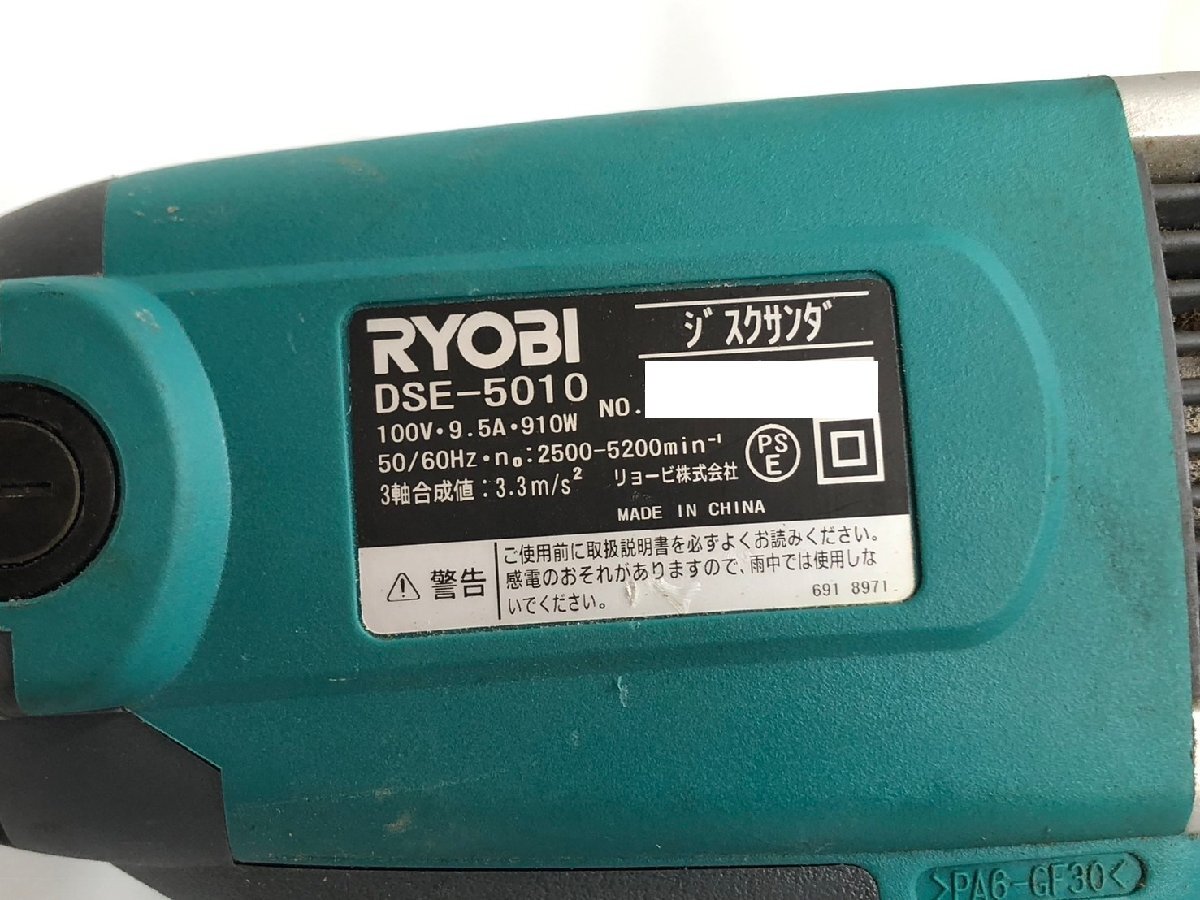 RYOBI
ジスクサンダ
DSE-5010
NO.
100V・9.5A・910W
50/60Hz・n₀:2500-5200min⁻¹
3軸合成値:3.3m/s²
リョービ株式会社
PS
E
MADE IN CHINA
警告
ご使用前に取扱説明書を必ずよくお読みください。
感電のおそれがありますので、雨中では使用しな
いでください。
691 8971
>PA6-GF30<